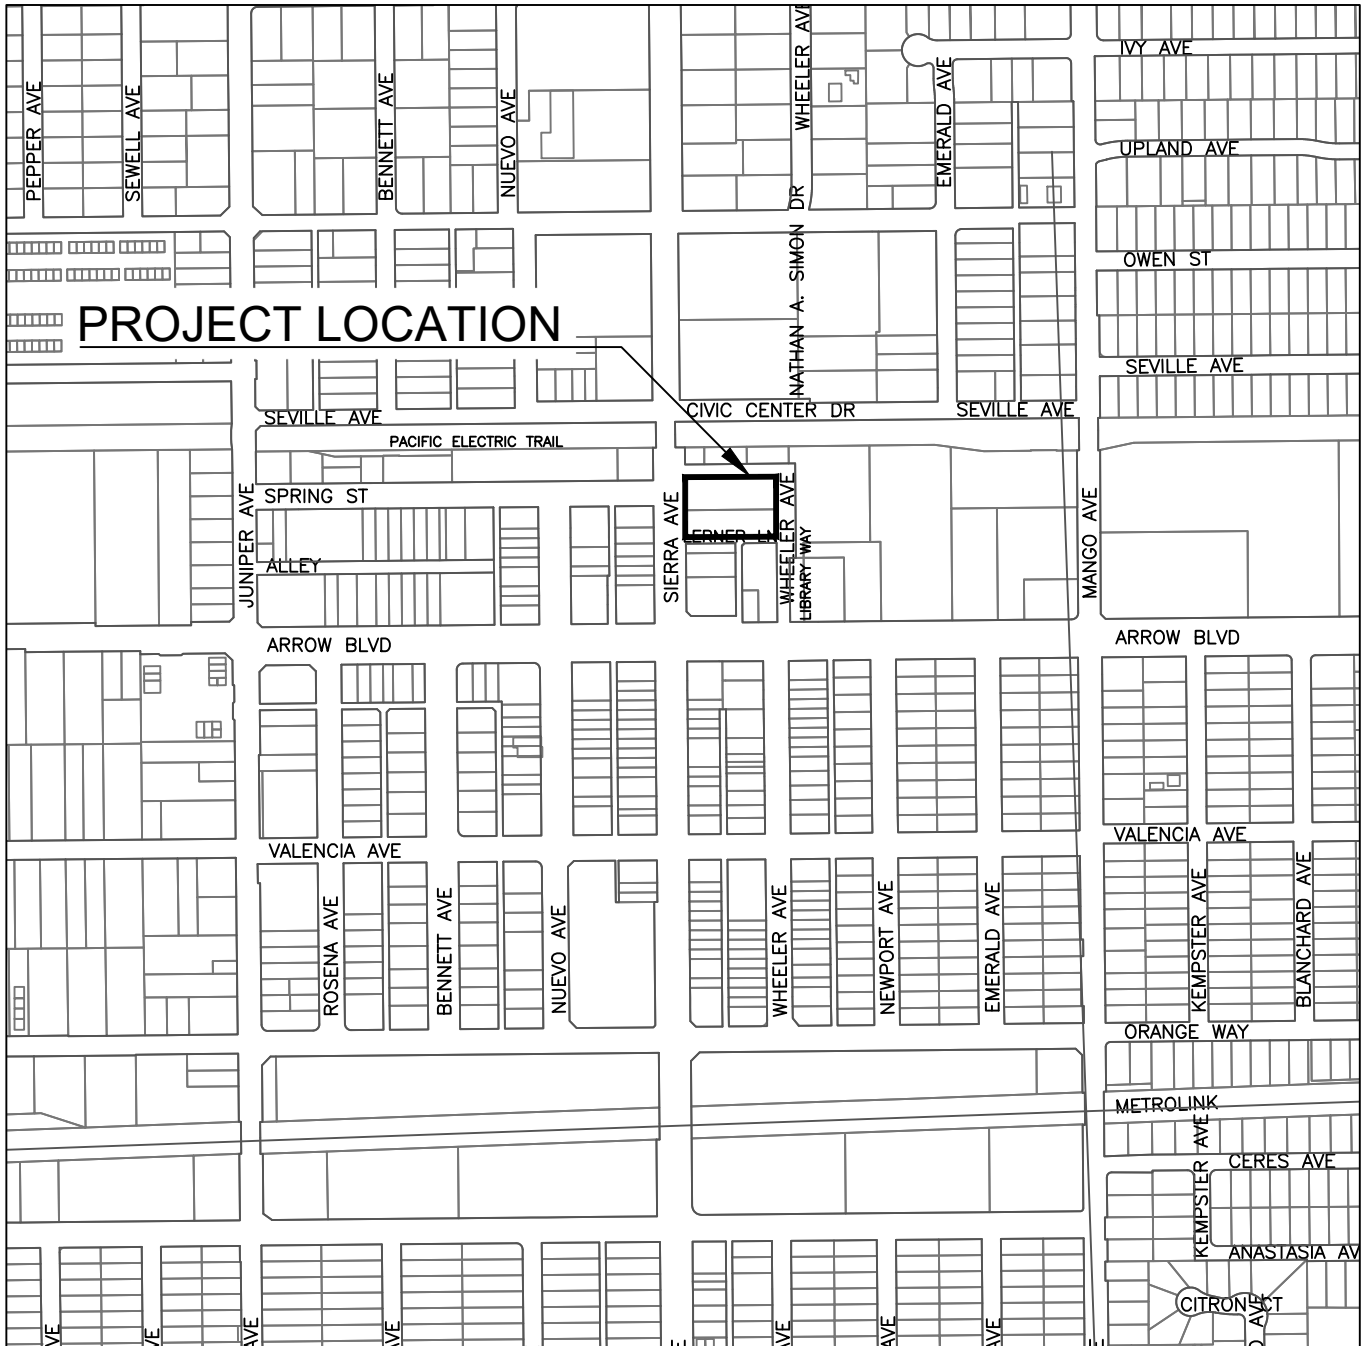 IVY AVE
WHEELER AVE
PEPPER AVE
SEWELL AVE
BENNETT AVE
NUEVO AVE
EMERALD AVE
UPLAND AVE
NATHAN A. SIMON DR
OWEN ST
PROJECT LOCATION
SEVILLE AVE
SEVILLE AVE
CIVIC CENTER DR
SEVILLE AVE
PACIFIC ELECTRIC TRAIL
JUNIPER AVE
SPRING ST
SIERRA AVE
WHEELER AVE
LIBRARY WAY
MANGO AVE
LERNER LN
ALLEY
ARROW BLVD
ARROW BLVD
VALENCIA AVE
VALENCIA AVE
ROSENA AVE
BENNETT AVE
NUEVO AVE
WHEELER AVE
NEWPORT AVE
EMERALD AVE
KEMPSTER AVE
BLANCHARD AVE
ORANGE WAY
METROLINK
KEMPSTER AVE
CERES AVE
ANASTASIA AV
CITRON CT